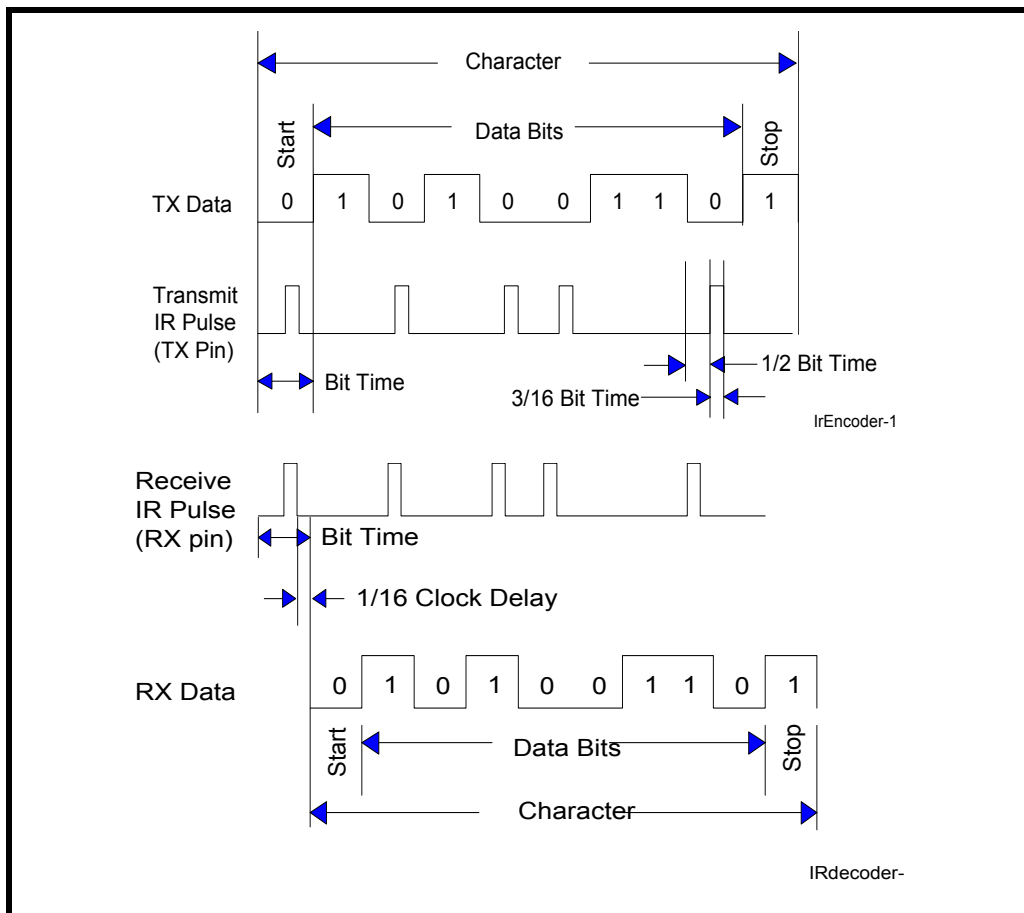 Character
Start
Data Bits
Stop
TX Data 0 1 0 1 0 0 1 1 0 1
Transmit
IR Pulse
(TX Pin)
Bit Time
1/2 Bit Time
3/16 Bit Time
IrEncoder-1
Receive
IR Pulse
(RX pin)
Bit Time
1/16 Clock Delay
RX Data 0 1 0 1 0 0 1 1 0 1
Start
Data Bits
Stop
Character
IRdecoder-